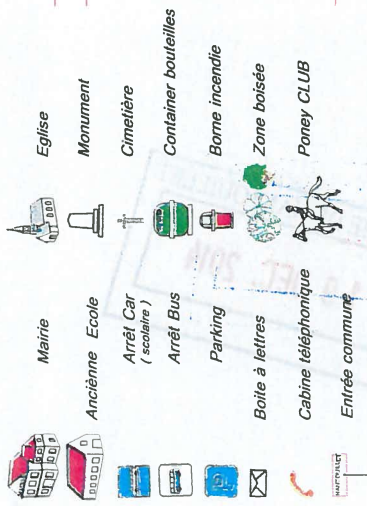 Mairie
Ancienne Ecole
Arrêt Car
( scolaire )
Arrêt Bus
Parking
Boite à lettres
Cabine téléphonique
Entrée commune
Eglise
Monument
Cimetière
Container bouteilles
Borne incendie
Zone boisée
Poney CLUB